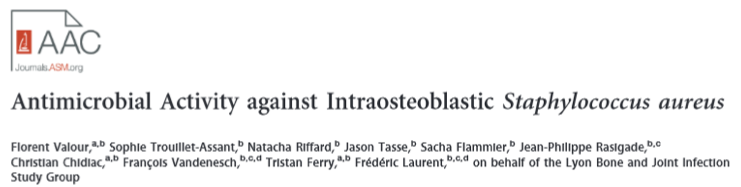 AAC
Journals.ASM.org
Antimicrobial Activity against Intraosteoblastic Staphylococcus aureus
Florent Valour,a,b Sophie Trouillet-Assant,b Natacha Riffard,b Jason Tasse,b Sacha Flammier,b Jean-Philippe Rasigade,b,c
Christian Chidiac,a,b François Vandenesch,b,c,d Tristan Ferry,a,b Frédéric Laurent,b,c,d on behalf of the Lyon Bone and Joint Infection
Study Group